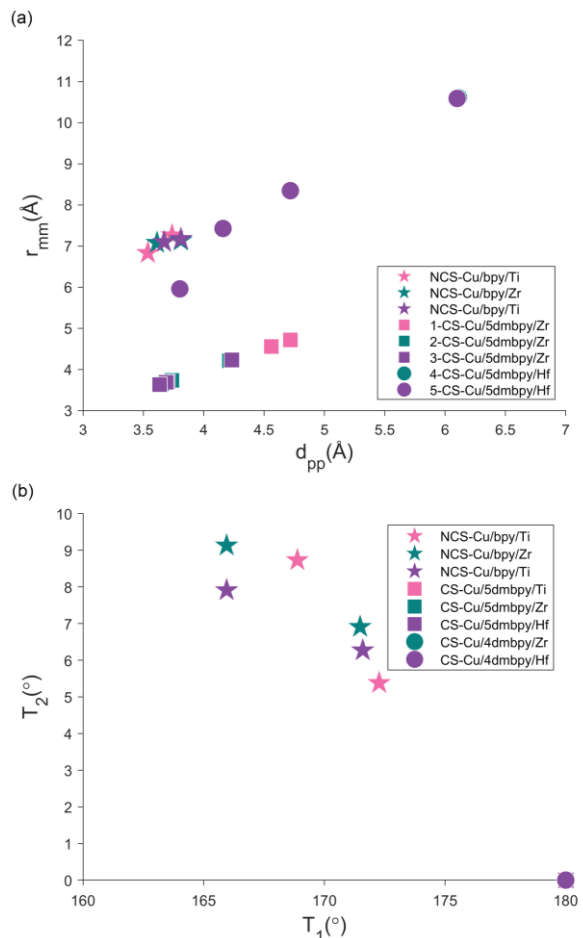 (a)
12
11
10
9
8
7
6
5
4
3
r mm (Å)
NCS-Cu/bpy/Ti
NCS-Cu/bpy/Zr
NCS-Cu/bpy/Ti
1-CS-Cu/5dmbpy/Zr
2-CS-Cu/5dmbpy/Zr
3-CS-Cu/5dmbpy/Zr
4-CS-Cu/5dmbpy/Hf
5-CS-Cu/5dmbpy/Hf
3 3.5 4 4.5 5 5.5 6 6.5 7
d pp (Å)
(b)
10
9
8
7
6
5
4
3
2
1
0
T 2 (°)
NCS-Cu/bpy/Ti
NCS-Cu/bpy/Zr
NCS-Cu/bpy/Ti
CS-Cu/5dmbpy/Ti
CS-Cu/5dmbpy/Zr
CS-Cu/5dmbpy/Hf
CS-Cu/4dmbpy/Zr
CS-Cu/4dmbpy/Hf
160 165 170 175 180
T 1 (°)